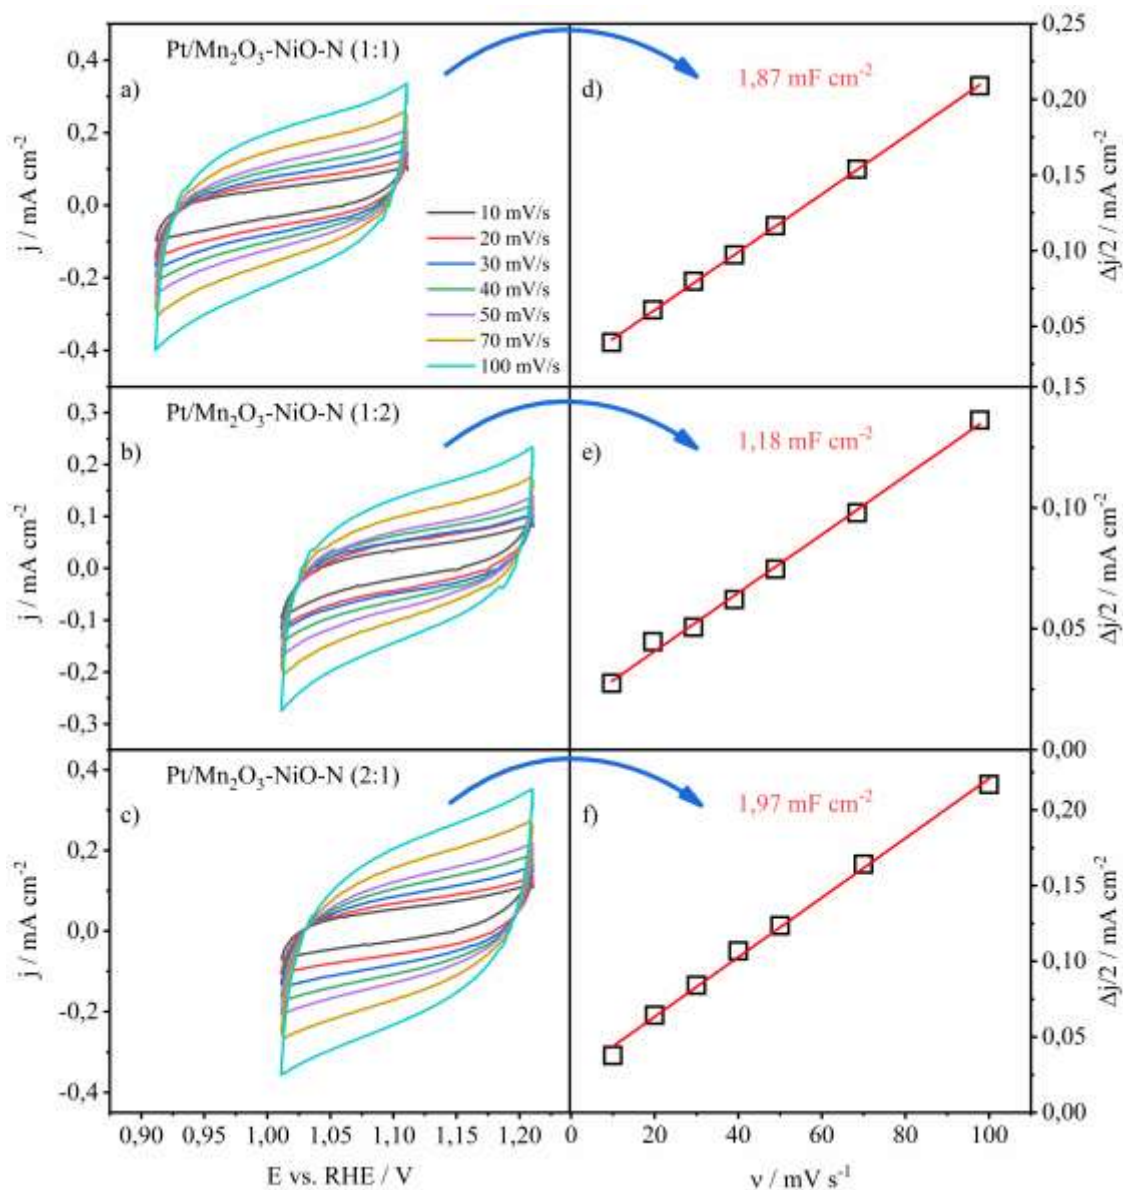 Pt/Mn₂O₃-NiO-N (1:1)
a)
0,4
0,2
0,0
-0,2
-0,4
j / mA cm⁻²
10 mV/s
20 mV/s
30 mV/s
40 mV/s
50 mV/s
70 mV/s
100 mV/s
d)
1,87 mF cm⁻²
0,25
0,20
0,15
0,10
0,05
Δj/2 / mA cm⁻²
Pt/Mn₂O₃-NiO-N (1:2)
b)
0,3
0,2
0,1
0,0
-0,1
-0,2
-0,3
j / mA cm⁻²
e)
1,18 mF cm⁻²
0,15
0,10
0,05
0,00
Δj/2 / mA cm⁻²
Pt/Mn₂O₃-NiO-N (2:1)
c)
0,4
0,2
0,0
-0,2
-0,4
j / mA cm⁻²
f)
1,97 mF cm⁻²
0,20
0,15
0,10
0,05
0,00
Δj/2 / mA cm⁻²
0,90 0,95 1,00 1,05 1,10 1,15 1,20
E vs. RHE / V
0 20 40 60 80 100
ν / mV s⁻¹